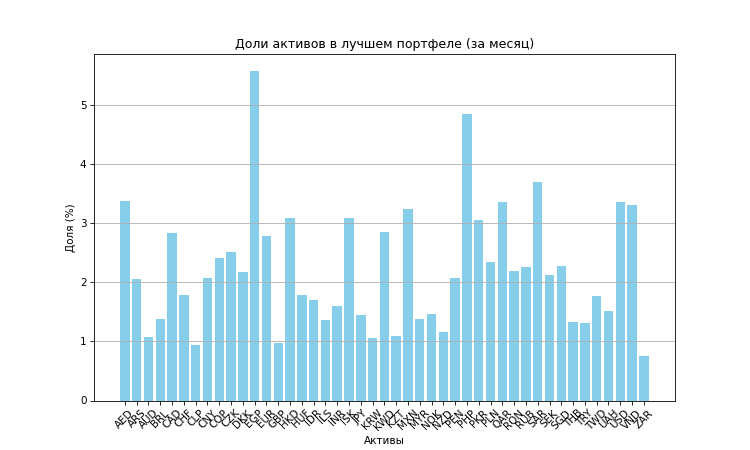 Доли активов в лучшем портфеле (за месяц)
Доля (%)
5
4
3
2
1
0
AED ARS AUD BRL CAD CHF CLP CNY COP CZK DKK EGP EUR GBP HKD HUF IDR ILS INR ISK JPY KRW KWD KZT MXN MYR NOK NZD PEN PHP PKR PLN QAR RON RUB SAR SEK SGD THB TRY TWD UAH USD VND ZAR
Активы